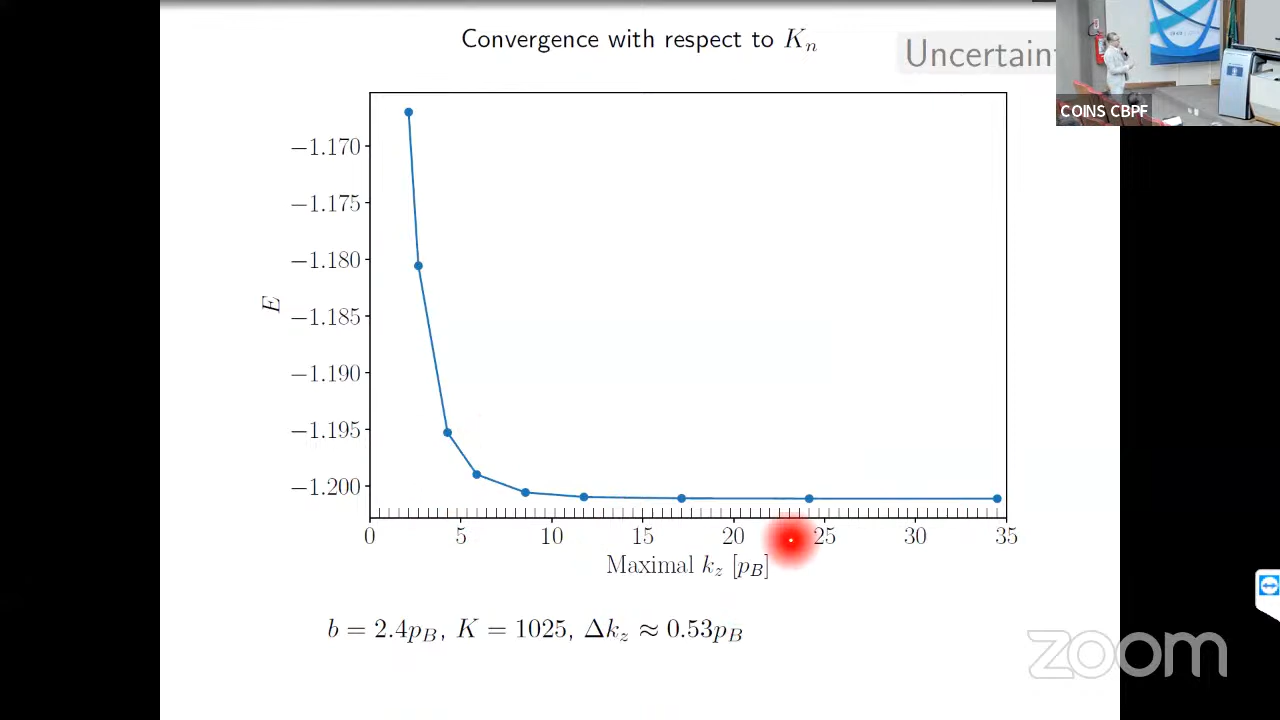 Convergence with respect to Kₙ
Uncertaint
COINS CBPF
−1.170
−1.175
−1.180
−1.185
−1.190
−1.195
−1.200
E
0 5 10 15 20 25 30 35
Maximal k_z [p_B]
b = 2.4p_B, K = 1025, Δk_z ≈ 0.53p_B
zoom